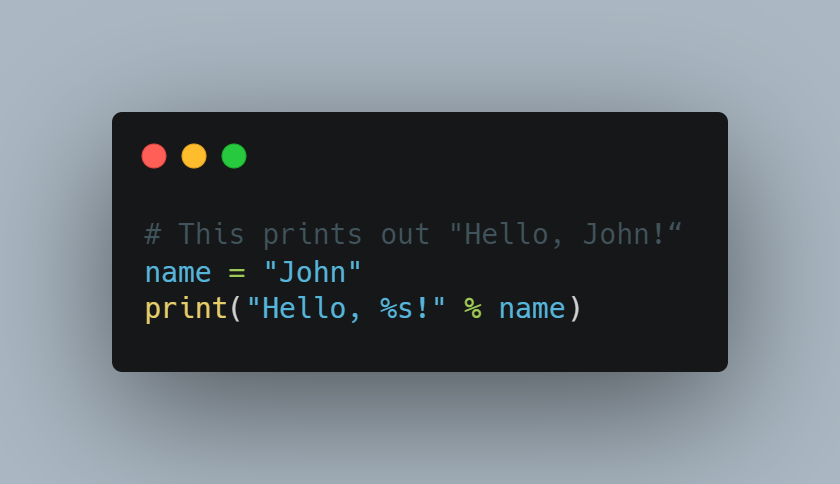 # This prints out "Hello, John!“
name = "John"
print("Hello, %s!" % name)